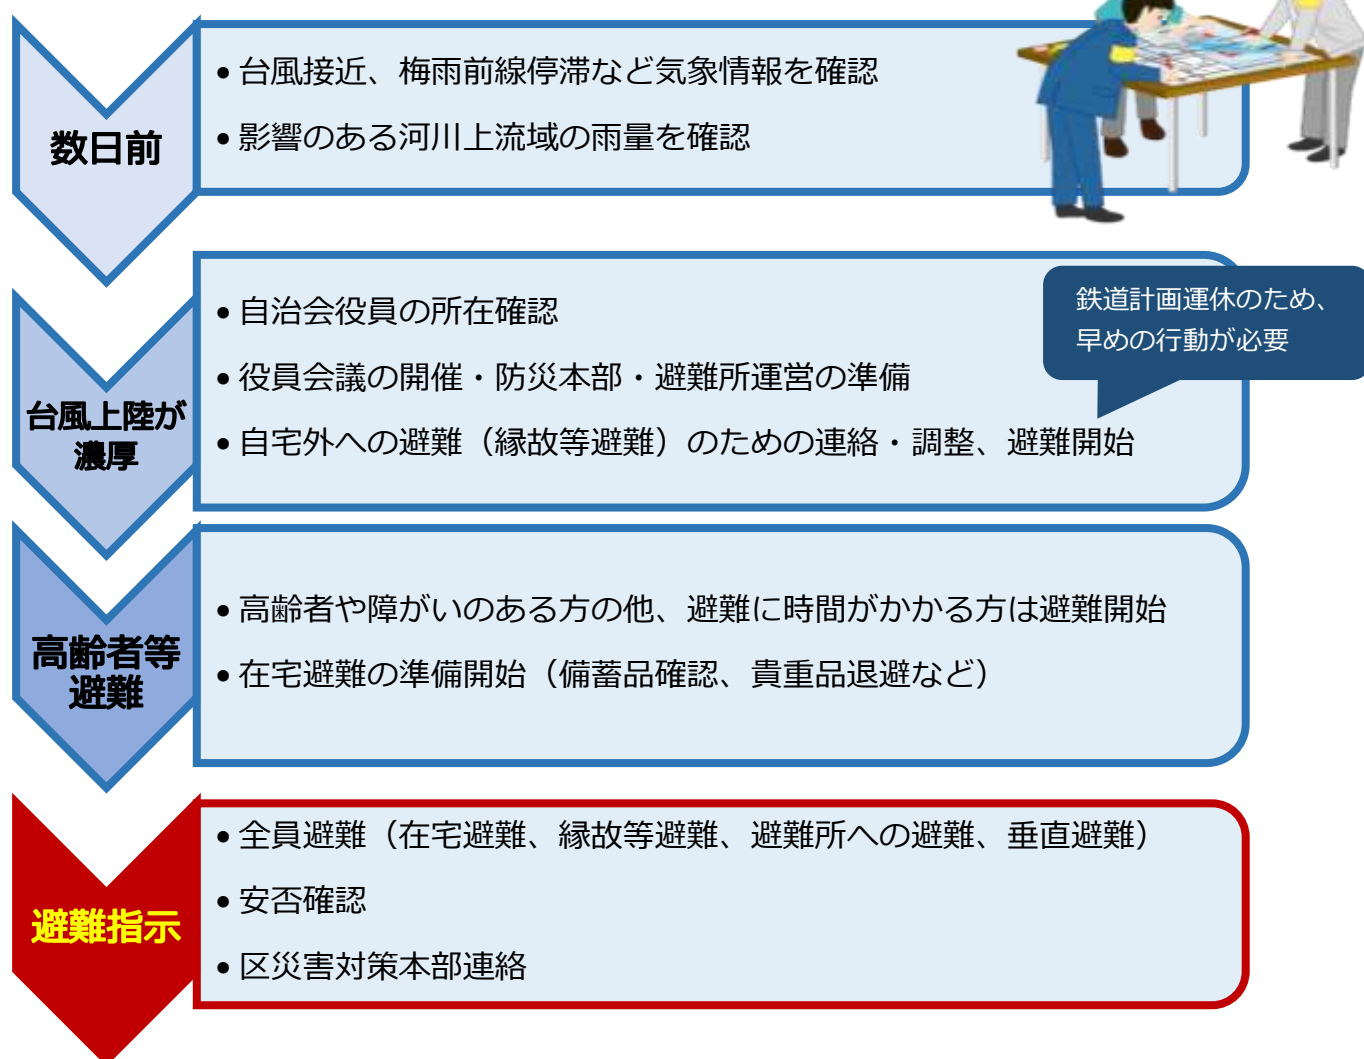 数日前
• 台風接近、梅雨前線停滞など気象情報を確認
• 影響のある河川上流域の雨量を確認
台風上陸が
濃厚
• 自治会役員の所在確認
• 役員会議の開催・防災本部・避難所運営の準備
• 自宅外への避難（縁故等避難）のための連絡・調整、避難開始
鉄道計画運休のため、
早めの行動が必要
高齢者等
避難
• 高齢者や障がいのある方の他、避難に時間がかかる方は避難開始
• 在宅避難の準備開始（備蓄品確認、貴重品退避など）
避難指示
• 全員避難（在宅避難、縁故等避難、避難所への避難、垂直避難）
• 安否確認
• 区災害対策本部連絡